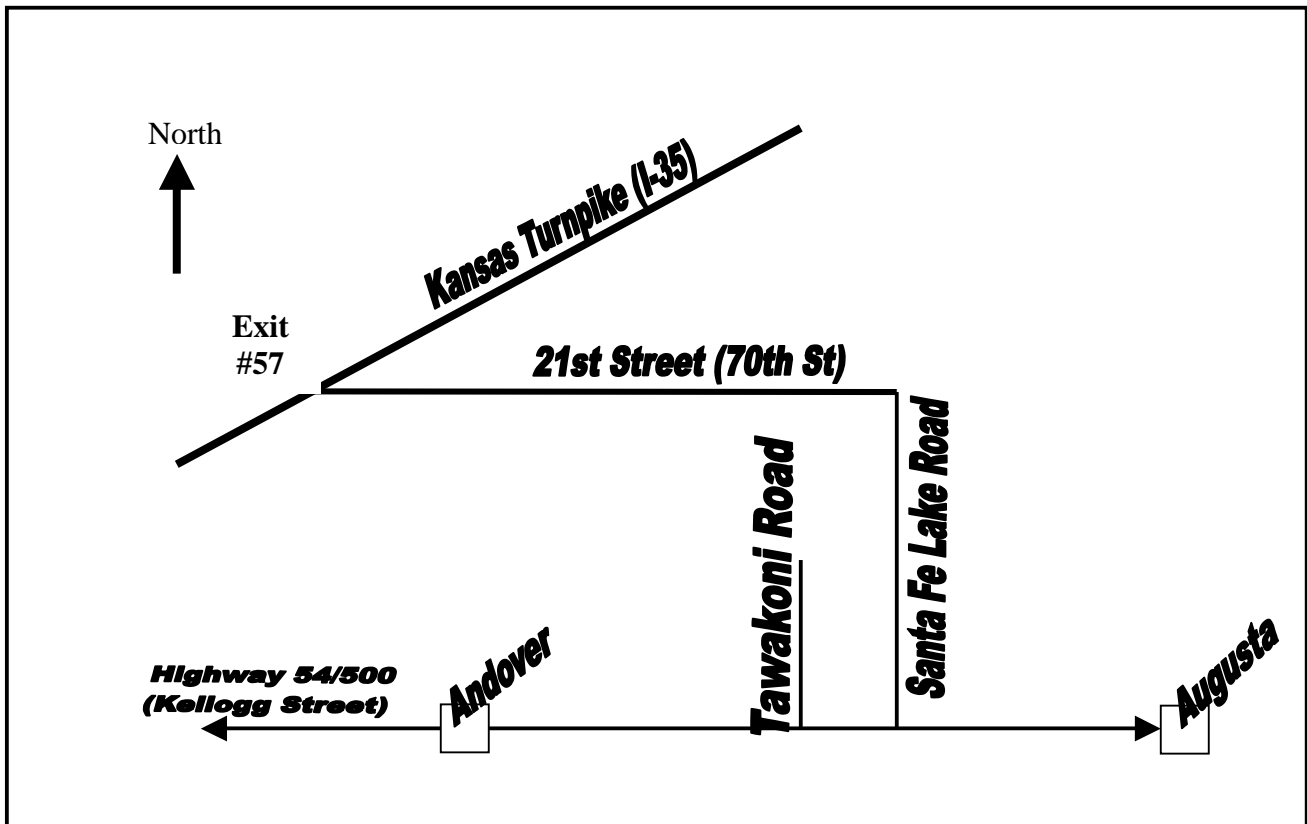 North
Kansas Turnpike (I-35)
Exit
#57
21st Street (70th St)
Tawakoni Road
Santa Fe Lake Road
Highway 54/500
(Kellogg Street)
Andover
Augusta